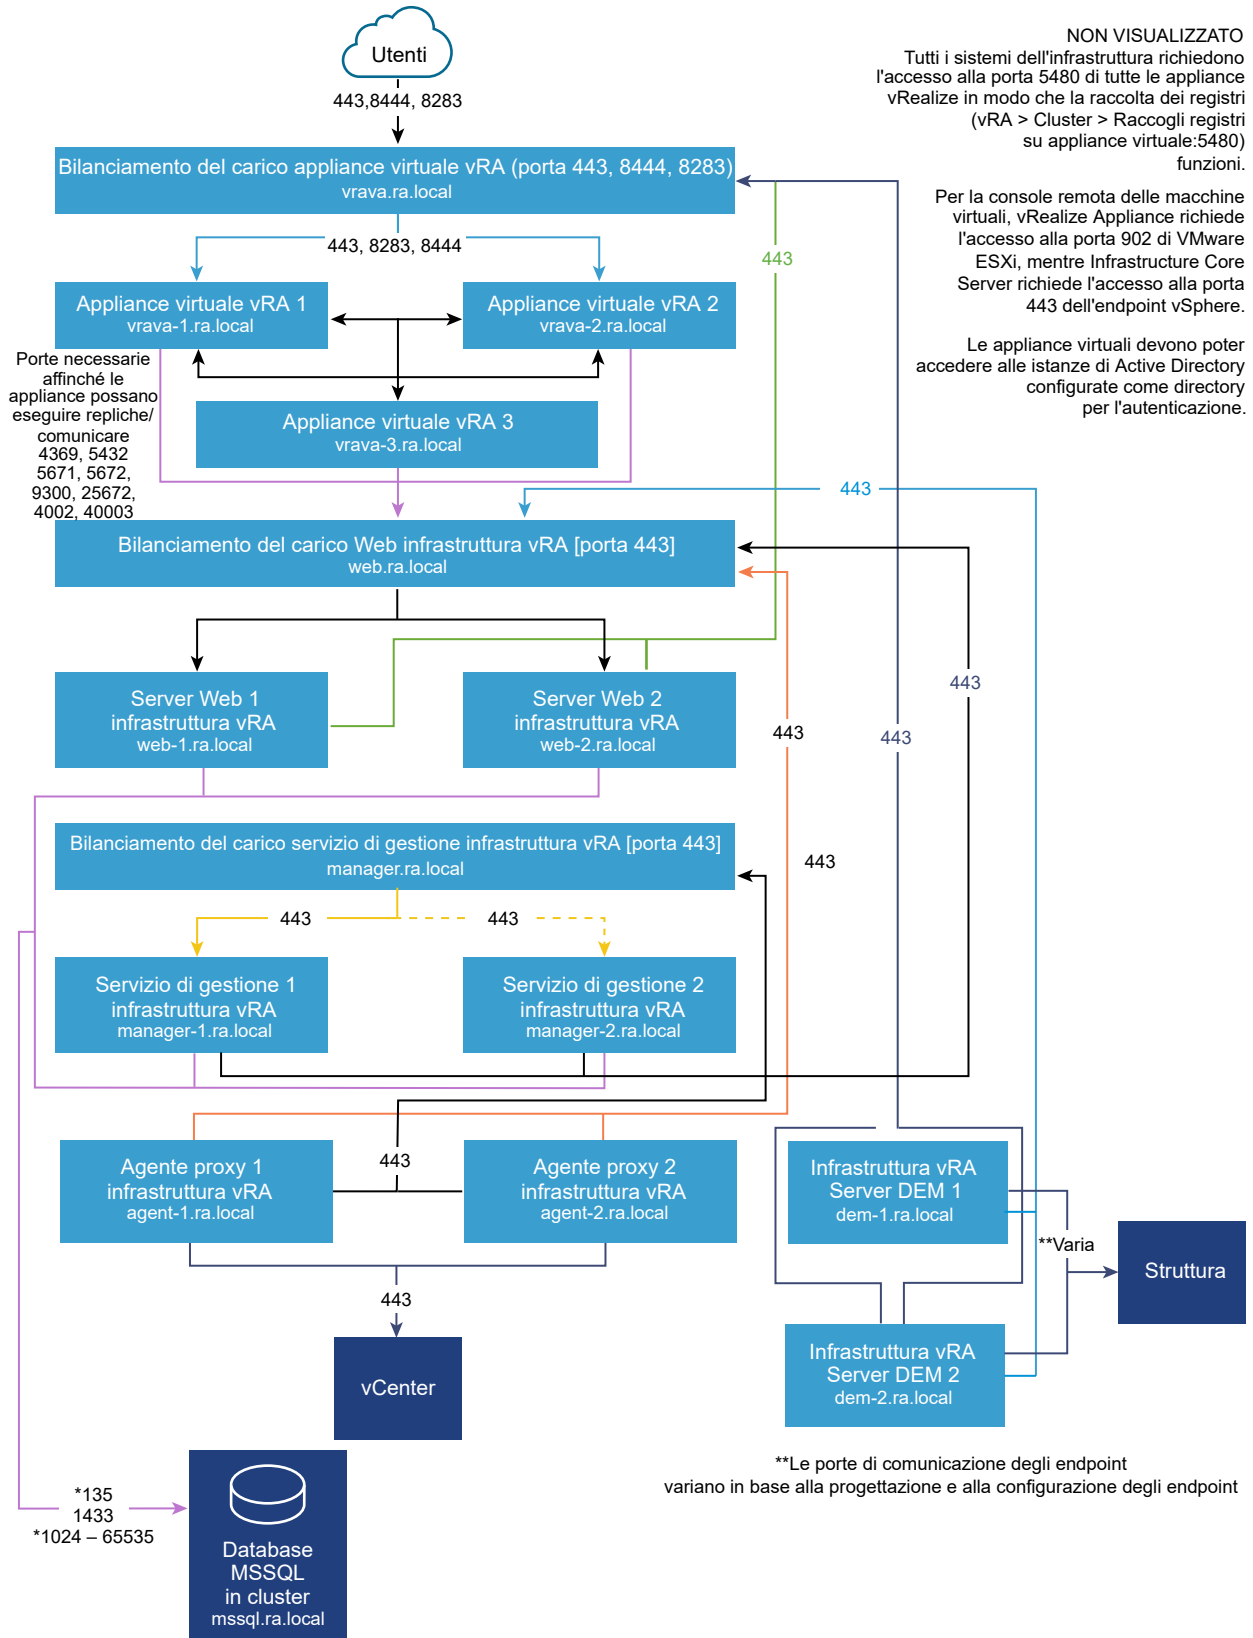 Utenti
443,8444, 8283
NON VISUALIZZATO
Tutti i sistemi dell'infrastruttura richiedono
l'accesso alla porta 5480 di tutte le appliance
vRealize in modo che la raccolta dei registri
(vRA > Cluster > Raccogli registri
su appliance virtuale:5480)
funzioni.
Per la console remota delle macchine
virtuali, vRealize Appliance richiede
l'accesso alla porta 902 di VMware
ESXi, mentre Infrastructure Core
Server richiede l'accesso alla porta
443 dell'endpoint vSphere.
Le appliance virtuali devono poter
accedere alle istanze di Active Directory
configurate come directory
per l'autenticazione.
Bilanciamento del carico appliance virtuale vRA (porta 443, 8444, 8283)
vrava.ra.local
443, 8283, 8444
443
Appliance virtuale vRA 1
vrava-1.ra.local
Appliance virtuale vRA 2
vrava-2.ra.local
Porte necessarie
affinché le
appliance possano
eseguire repliche/
comunicare
4369, 5432
5671, 5672,
9300, 25672,
4002, 40003
Appliance virtuale vRA 3
vrava-3.ra.local
443
Bilanciamento del carico Web infrastruttura vRA [porta 443]
web.ra.local
Server Web 1
infrastruttura vRA
web-1.ra.local
Server Web 2
infrastruttura vRA
web-2.ra.local
443
443
443
Bilanciamento del carico servizio di gestione infrastruttura vRA [porta 443]
manager.ra.local
443
443
443
Servizio di gestione 1
infrastruttura vRA
manager-1.ra.local
Servizio di gestione 2
infrastruttura vRA
manager-2.ra.local
Agente proxy 1
infrastruttura vRA
agent-1.ra.local
443
Agente proxy 2
infrastruttura vRA
agent-2.ra.local
Infrastruttura vRA
Server DEM 1
dem-1.ra.local
**Varia
Struttura
443
vCenter
Infrastruttura vRA
Server DEM 2
dem-2.ra.local
**Le porte di comunicazione degli endpoint
variano in base alla progettazione e alla configurazione degli endpoint
*135
1433
*1024 – 65535
Database
MSSQL
in cluster
mssql.ra.local